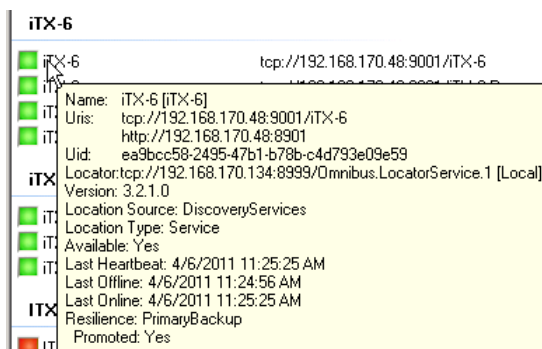 iTX-6
iTX-6 tcp://192.168.170.48:9001/iTX-6
Name: iTX-6 [iTX-6]
Uris: tcp://192.168.170.48:9001/iTX-6
http://192.168.170.48:8901
Uid: ea9bcc58-2495-47b1-b78b-c4d793e09e59
Locator:tcp://192.168.170.134:8999/Omnibus.LocatorService.1 [Local]
Version: 3.2.1.0
Location Source: DiscoveryServices
Location Type: Service
Available: Yes
Last Heartbeat: 4/6/2011 11:25:25 AM
Last Offline: 4/6/2011 11:24:56 AM
Last Online: 4/6/2011 11:25:25 AM
Resilience: PrimaryBackup
Promoted: Yes
iTX
ITX